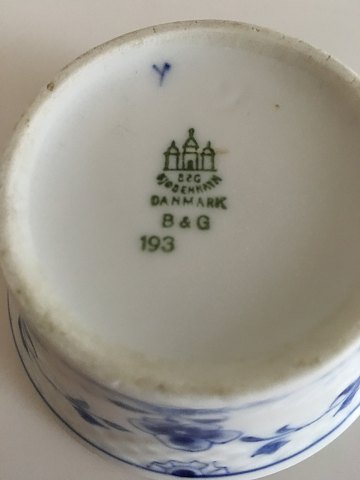 Y
B&G
KJØBENHAVN
DANMARK
B & G
193